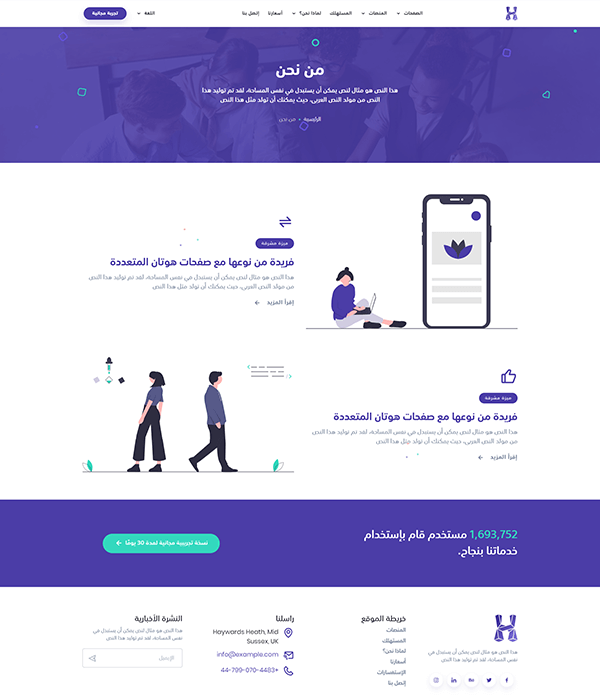 الصفحات
المنصات
المستهلك
لماذا نحن؟
أسعارنا
إتصل بنا
اللغة
تجربة مجانية
من نحن
هذا النص هو مثال لنص يمكن أن يستبدل في نفس المساحة، لقد تم توليد هذا
النص من مولد النص العربى، حيث يمكنك أن تولد مثل هذا النص
الرئيسيه • من نحن
ميزة مشرفة
فريدة من نوعها مع صفحات هوتان المتعددة
هذا النص هو مثال لنص يمكن أن يستبدل في نفس المساحة، لقد تم توليد هذا النص
من مولد النص العربى، حيث يمكنك أن تولد مثل هذا النص
إقرأ المزيد
ميزة مشرفة
فريدة من نوعها مع صفحات هوتان المتعددة
هذا النص هو مثال لنص يمكن أن يستبدل في نفس المساحة، لقد تم توليد هذا النص
من مولد النص العربى، حيث يمكنك أن تولد مثل هذا النص
إقرأ المزيد
1,693,752 مستخدم قام بإستخدام
خدماتنا بنجاح.
نسخة تجريبية مجانية لمدة 30 يومًا
هذا النص هو مثال لنص يمكن أن يستبدل في
نفس المساحة، لقد تم توليد هذا النص
خريطة الموقع
المنصات
المستهلك
لماذا نحن؟
أسعارنا
الإستفسارات
إتصل بنا
راسلنا
Haywards Heath, Mid
Sussex, UK
info@example.com
44-799-070-4483+
النشرة الأخبارية
هذا النص هو مثال لنص يمكن أن يستبدل في
نفس المساحة، لقد تم توليد هذا النص
الإيميل